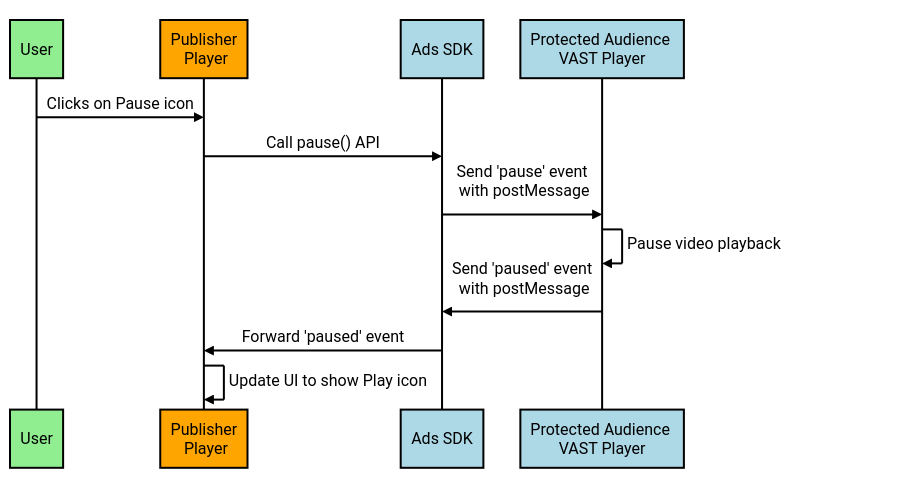 User
Publisher
Player
Ads SDK
Protected Audience
VAST Player
Clicks on Pause icon
Call pause() API
Send 'pause' event
with postMessage
Pause video playback
Send 'paused' event
with postMessage
Forward 'paused' event
Update UI to show Play icon
User
Publisher
Player
Ads SDK
Protected Audience
VAST Player